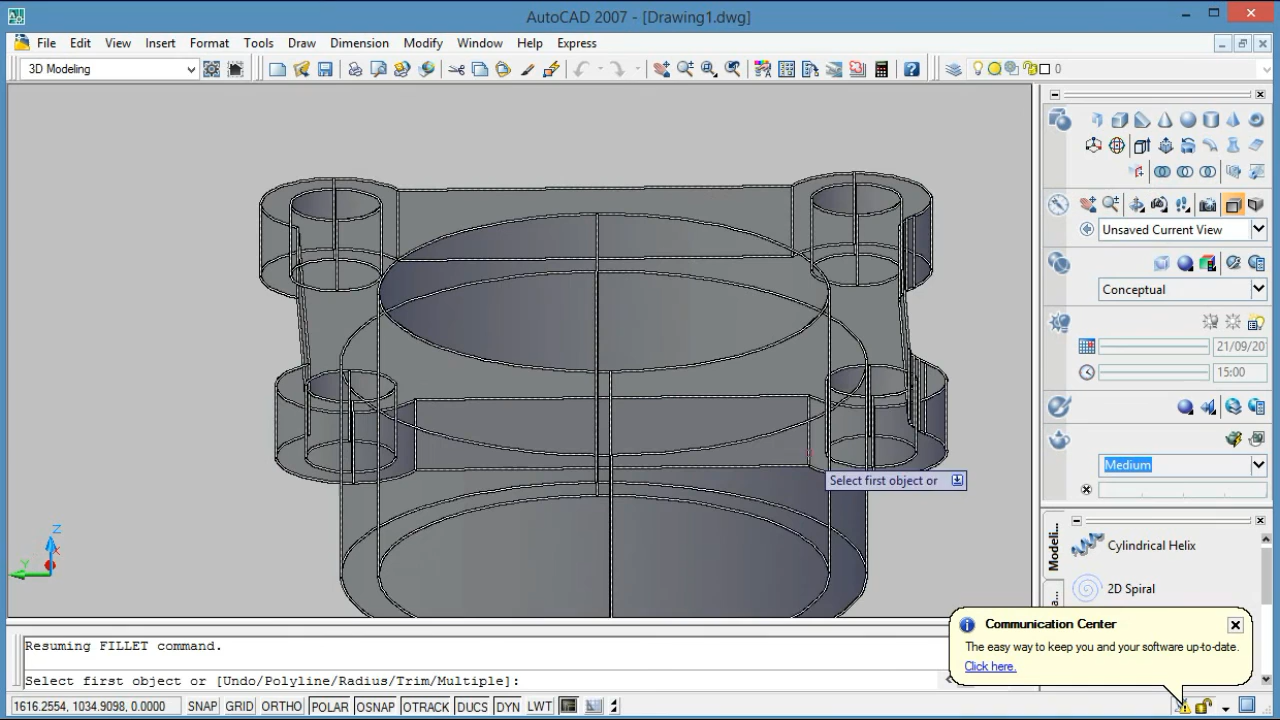 AutoCAD 2007 - [Drawing1.dwg]
File Edit View Insert Format Tools Draw Dimension Modify Window Help Express
3D Modeling
0
Unsaved Current View
Conceptual
21/09/20
15:00
Select first object or
Medium
Z
X
Y
Modeli...
Cylindrical Helix
2D Spiral
Communication Center
The easy way to keep you and your software up-to-date.
Click here.
Resuming FILLET command.
Select first object or [Undo/Polyline/Radius/Trim/Multiple]:
1616.2554, 1034.9098, 0.0000 SNAP GRID ORTHO POLAR OSNAP OTRACK DUCS DYN LWT